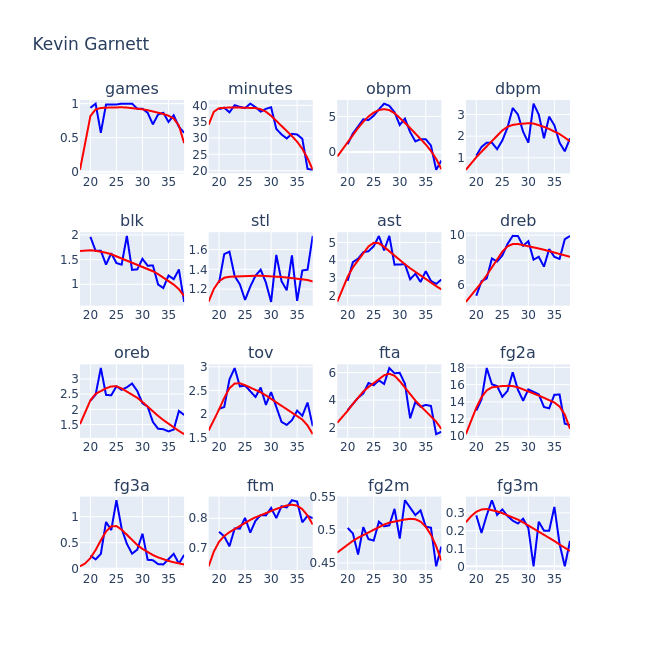 Kevin Garnett
games minutes obpm dbpm
1 0.5 0
40 35 30 25 20
5 0
3 2 1
20 25 30 35 20 25 30 35 20 25 30 35 20 25 30 35
blk stl ast dreb
2 1.5 1
1.6 1.4 1.2
5 4 3 2
10 8 6
20 25 30 35 20 25 30 35 20 25 30 35 20 25 30 35
oreb tov fta fg2a
3 2.5 2 1.5
3 2.5 2 1.5
6 4 2
18 16 14 12 10
20 25 30 35 20 25 30 35 20 25 30 35 20 25 30 35
fg3a ftm fg2m fg3m
1 0.5 0
0.8 0.7
0.55 0.5 0.45
0.3 0.2 0.1 0
20 25 30 35 20 25 30 35 20 25 30 35 20 25 30 35